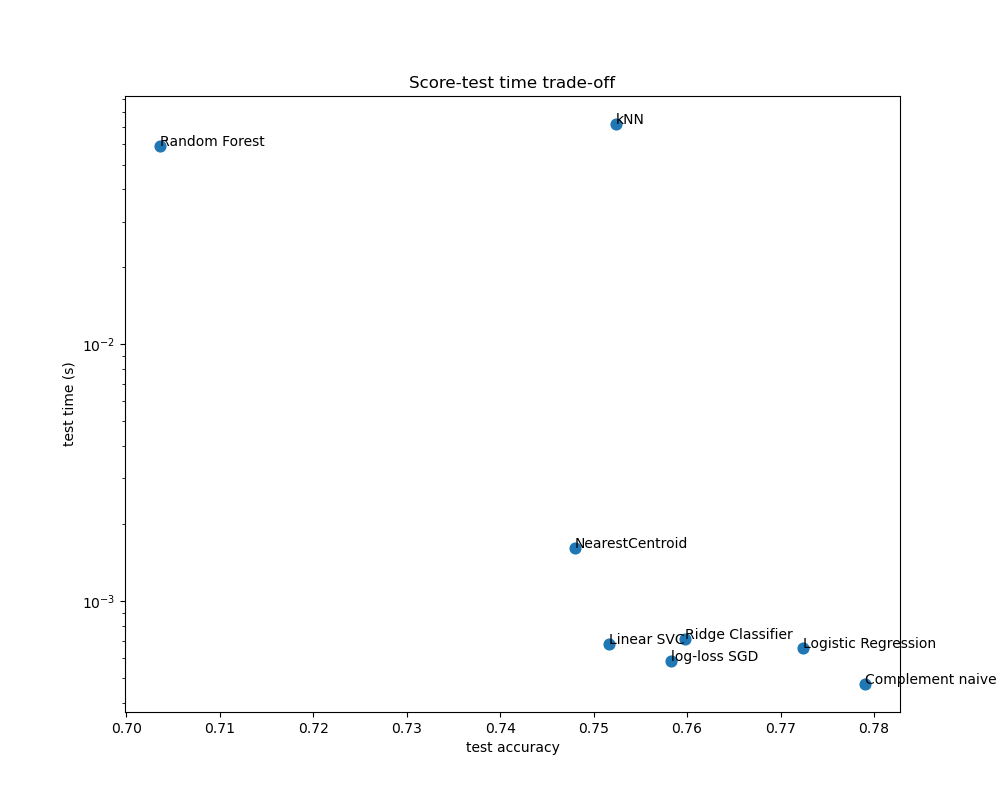 Score-test time trade-off
kNN
Random Forest
10⁻²
test time (s)
NearestCentroid
10⁻³
Linear SVC
Ridge Classifier
Logistic Regression
log-loss SGD
Complement naive
0.70 0.71 0.72 0.73 0.74 0.75 0.76 0.77 0.78
test accuracy